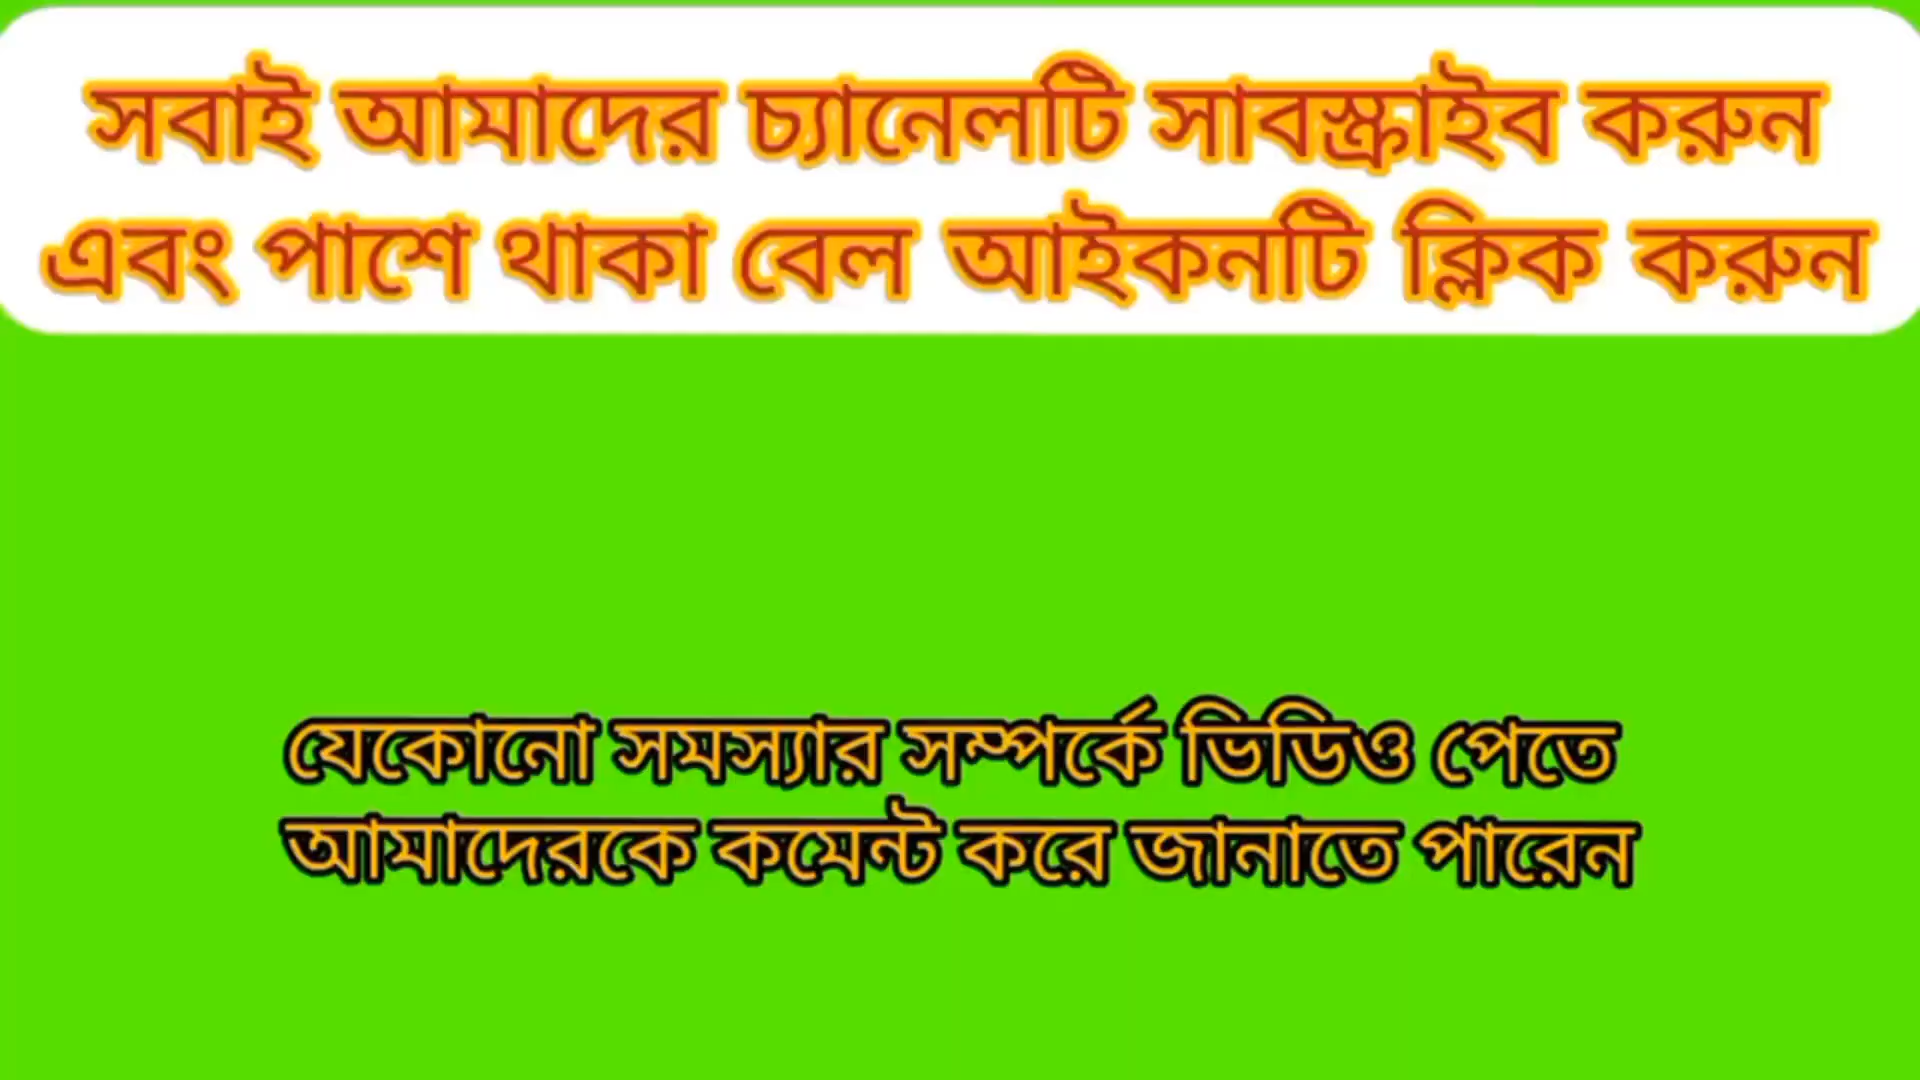 সবাই আমাদের চ্যানেলটি সাবস্ক্রাইব করুন
এবং পাশে থাকা বেল আইকনটি ক্লিক করুন
যেকোনো সমস্যার সম্পর্কে ভিডিও পেতে
আমাদেরকে কমেন্ট করে জানাতে পারেন